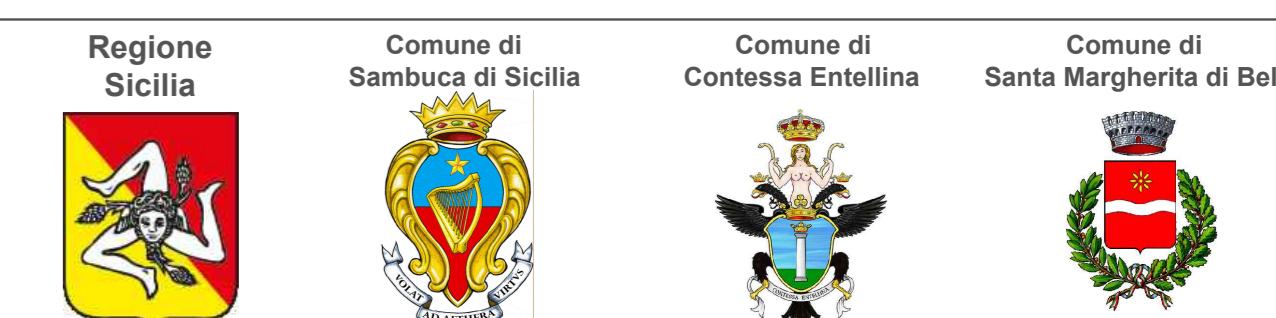 Regione
Sicilia
Comune di
Sambuca di Sicilia
Comune di
Contessa Entellina
Comune di
Santa Margherita di Bel
VOLAT
AD AETHERA
VIRTVS
CONTESSA ENTELLINA